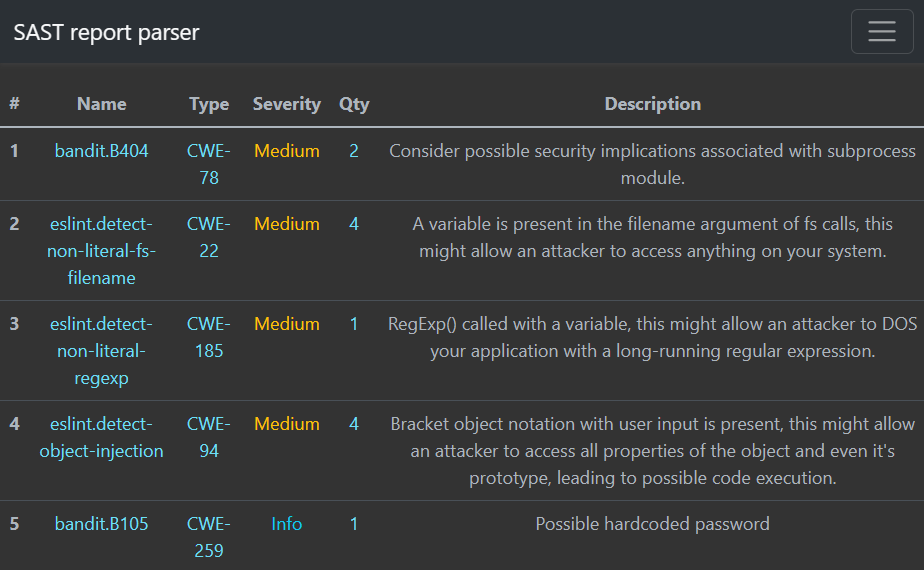 SAST report parser
# Name Type Severity Qty Description
1 bandit.B404 CWE- Medium 2 Consider possible security implications associated with subprocess
78 module.
2 eslint.detect- CWE- Medium 4 A variable is present in the filename argument of fs calls, this
non-literal-fs- 22 might allow an attacker to access anything on your system.
filename
3 eslint.detect- CWE- Medium 1 RegExp() called with a variable, this might allow an attacker to DOS
non-literal- 185 your application with a long-running regular expression.
regexp
4 eslint.detect- CWE- Medium 4 Bracket object notation with user input is present, this might allow
object-injection 94 an attacker to access all properties of the object and even it's
prototype, leading to possible code execution.
5 bandit.B105 CWE- Info 1 Possible hardcoded password
259